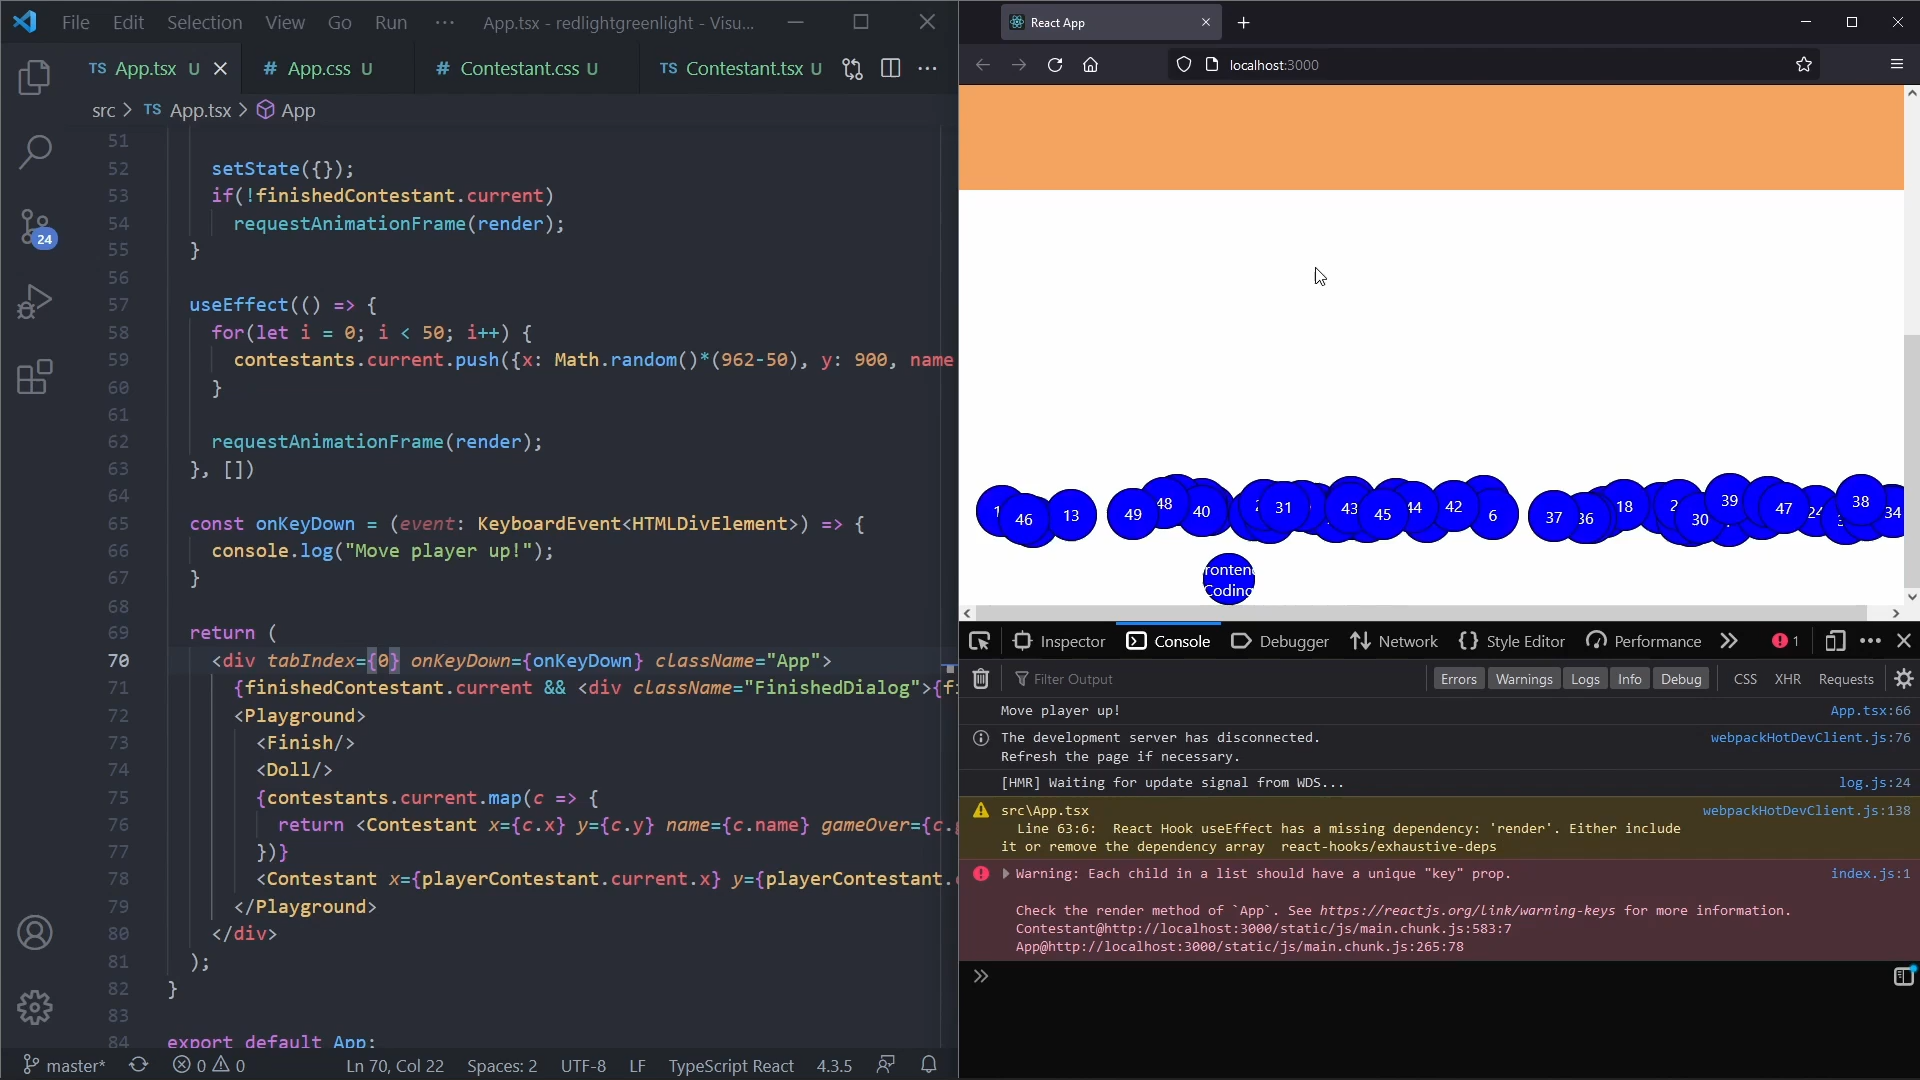 File Edit Selection View Go Run ··· App.tsx - redlightgreenlight - Visu...
TS App.tsx U # App.css U # Contestant.css U TS Contestant.tsx U
src > TS App.tsx > App
51
52 setState({});
53 if(!finishedContestant.current)
54 requestAnimationFrame(render);
55 }
56
57 useEffect(() => {
58 for(let i = 0; i < 50; i++) {
59 contestants.current.push({x: Math.random()*(962-50), y: 900, name
60 }
61
62 requestAnimationFrame(render);
63 }, [])
64
65 const onKeyDown = (event: KeyboardEvent<HTMLDivElement>) => {
66 console.log("Move player up!");
67 }
68
69 return (
70 <div tabIndex={0} onKeyDown={onKeyDown} className="App">
71 {finishedContestant.current && <div className="FinishedDialog">{fi
72 <Playground>
73 <Finish/>
74 <Doll/>
75 {contestants.current.map(c => {
76 return <Contestant x={c.x} y={c.y} name={c.name} gameOver={c.g
77 })}
78 <Contestant x={playerContestant.current.x} y={playerContestant.c
79 </Playground>
80 </div>
81 );
82 }
83
84 export default App;
24
master* 0 0 Ln 70, Col 22 Spaces: 2 UTF-8 LF TypeScript React 4.3.5
React App
localhost:3000
46 13 49 48 40 31 43 45 44 42 6 37 36 18 30 39 47 24 38 34
rontenc
Coding
Inspector Console Debugger Network Style Editor Performance 1
Filter Output Errors Warnings Logs Info Debug CSS XHR Requests
Move player up! App.tsx:66
The development server has disconnected. webpackHotDevClient.js:76
Refresh the page if necessary.
[HMR] Waiting for update signal from WDS... log.js:24
src\App.tsx webpackHotDevClient.js:138
Line 63:6: React Hook useEffect has a missing dependency: 'render'. Either include
it or remove the dependency array react-hooks/exhaustive-deps
Warning: Each child in a list should have a unique "key" prop. index.js:1
Check the render method of `App`. See https://reactjs.org/link/warning-keys for more information.
Contestant@http://localhost:3000/static/js/main.chunk.js:583:7
App@http://localhost:3000/static/js/main.chunk.js:265:78